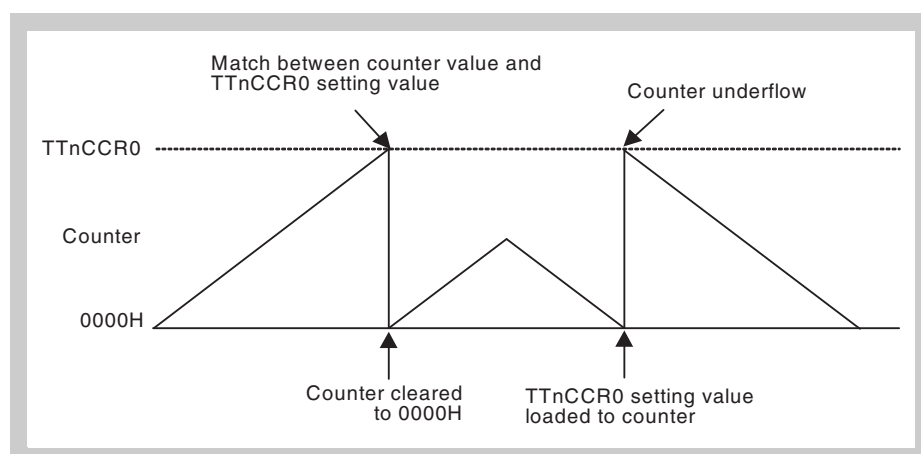 Match between counter value and
TTnCCR0 setting value
Counter underflow
TTnCCR0
Counter
0000H
Counter cleared
to 0000H
TTnCCR0 setting value
loaded to counter